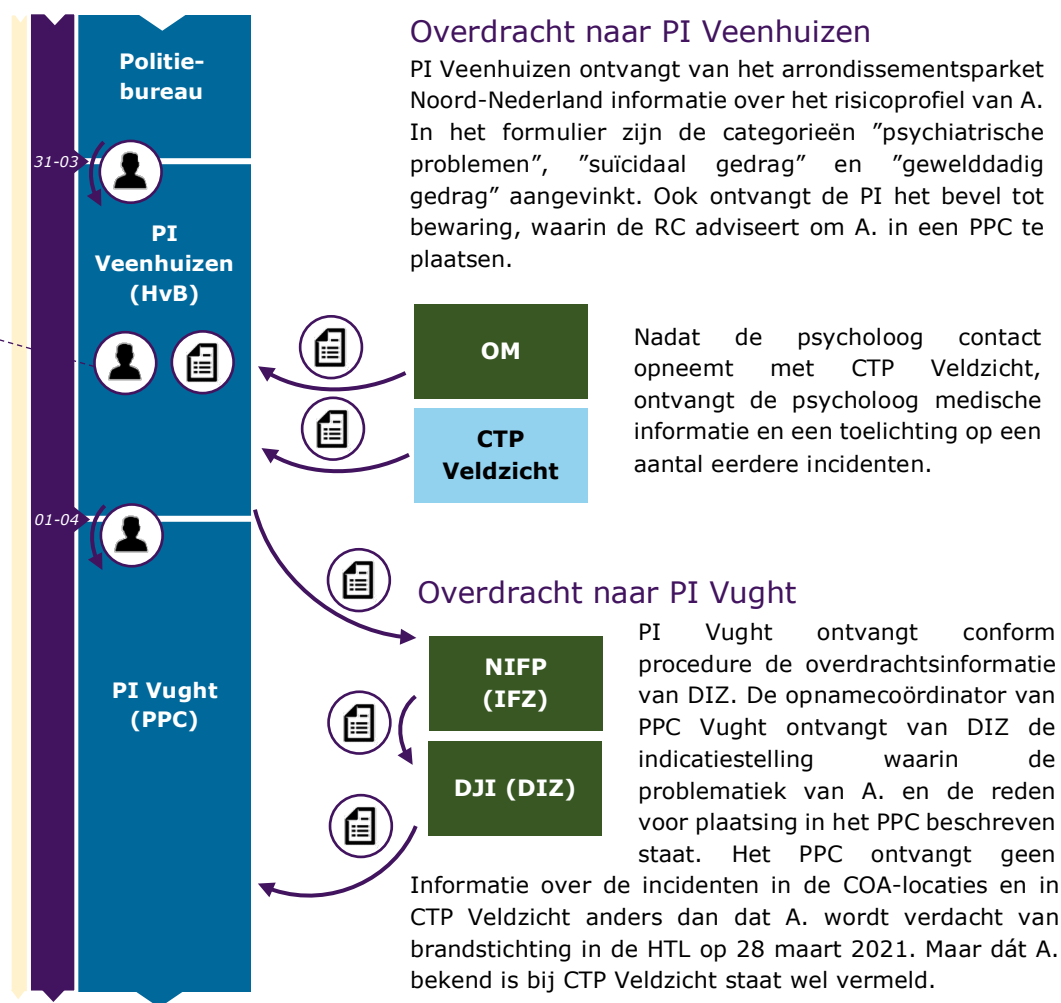 Politie-
bureau
31-03
PI
Veenhuizen
(HvB)
01-04
PI Vught
(PPC)
Overdracht naar PI Veenhuizen
PI Veenhuizen ontvangt van het arrondissementsparket
Noord-Nederland informatie over het risicoprofiel van A.
In het formulier zijn de categorieën ”psychiatrische
problemen”, ”suïcidaal gedrag” en ”gewelddadig
gedrag” aangevinkt. Ook ontvangt de PI het bevel tot
bewaring, waarin de RC adviseert om A. in een PPC te
plaatsen.
OM
CTP
Veldzicht
Nadat de psycholoog contact
opneemt met CTP Veldzicht,
ontvangt de psycholoog medische
informatie en een toelichting op een
aantal eerdere incidenten.
Overdracht naar PI Vught
NIFP
(IFZ)
DJI (DIZ)
PI Vught ontvangt conform
procedure de overdrachtsinformatie
van DIZ. De opnamecoördinator van
PPC Vught ontvangt van DIZ de
indicatiestelling waarin de
problematiek van A. en de reden
voor plaatsing in het PPC beschreven
staat. Het PPC ontvangt geen
Informatie over de incidenten in de COA-locaties en in
CTP Veldzicht anders dan dat A. wordt verdacht van
brandstichting in de HTL op 28 maart 2021. Maar dát A.
bekend is bij CTP Veldzicht staat wel vermeld.